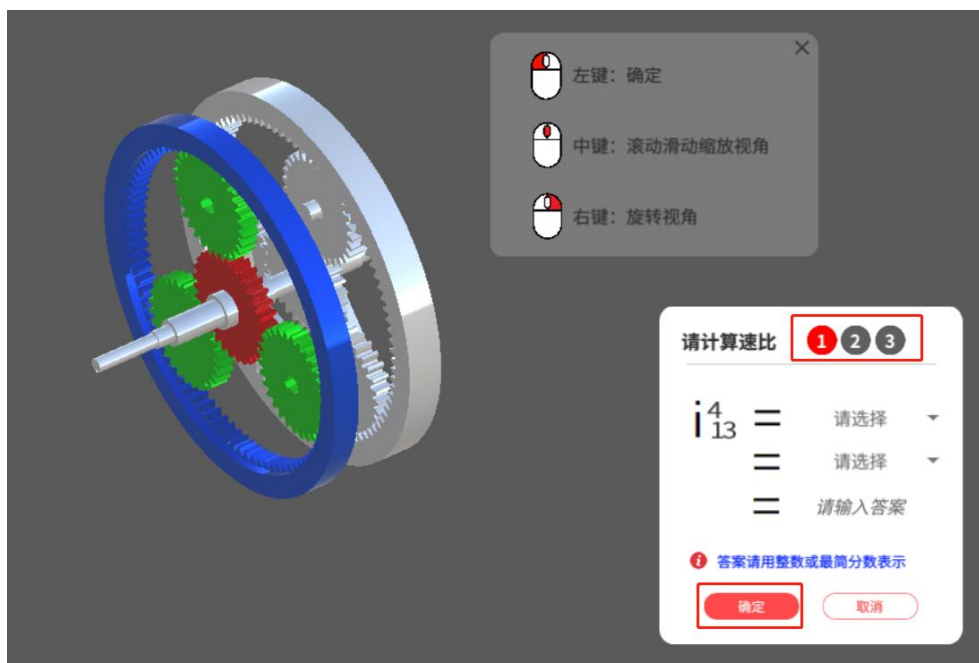 左键：确定
中键：滚动滑动缩放视角
右键：旋转视角
请计算速比 1 2 3
i⁴₁₃ = 请选择
= 请选择
= 请输入答案
答案请用整数或最简分数表示
确定 取消